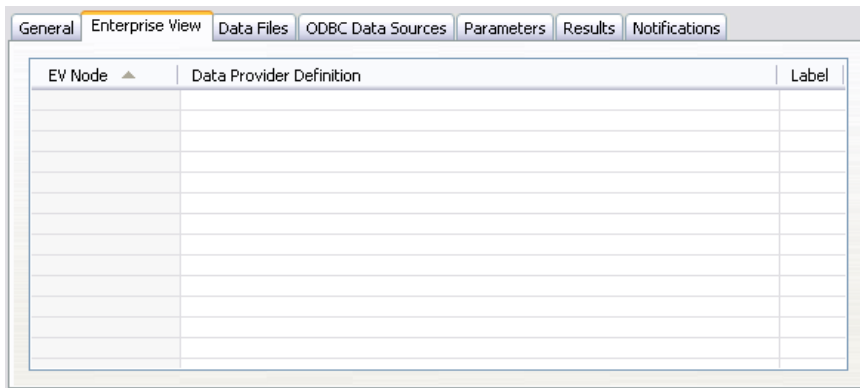 General Enterprise View Data Files ODBC Data Sources Parameters Results Notifications
EV Node Data Provider Definition Label